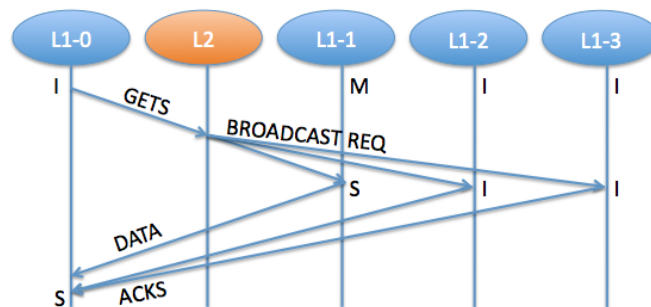 L1-0 L2 L1-1 L1-2 L1-3
I M I I
GETS
BROADCAST REQ
S I I
DATA
S ACKS